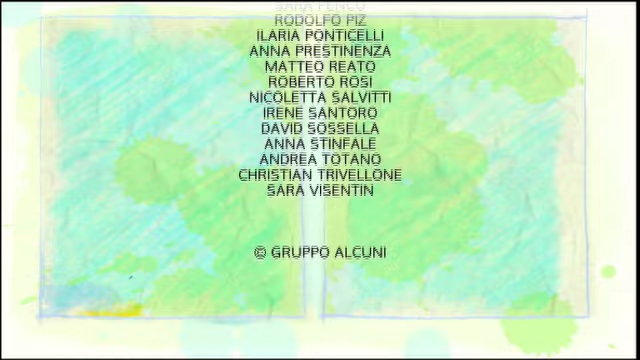 RODOLFO PIZ
ILARIA PONTICELLI
ANNA PRESTINENZA
MATTEO REATO
ROBERTO ROSI
NICOLETTA SALVITTI
IRENE SANTORO
DAVID SOSSELLA
ANNA STINFALE
ANDREA TOTANO
CHRISTIAN TRIVELLONE
SARA VISENTIN
© GRUPPO ALCUNI